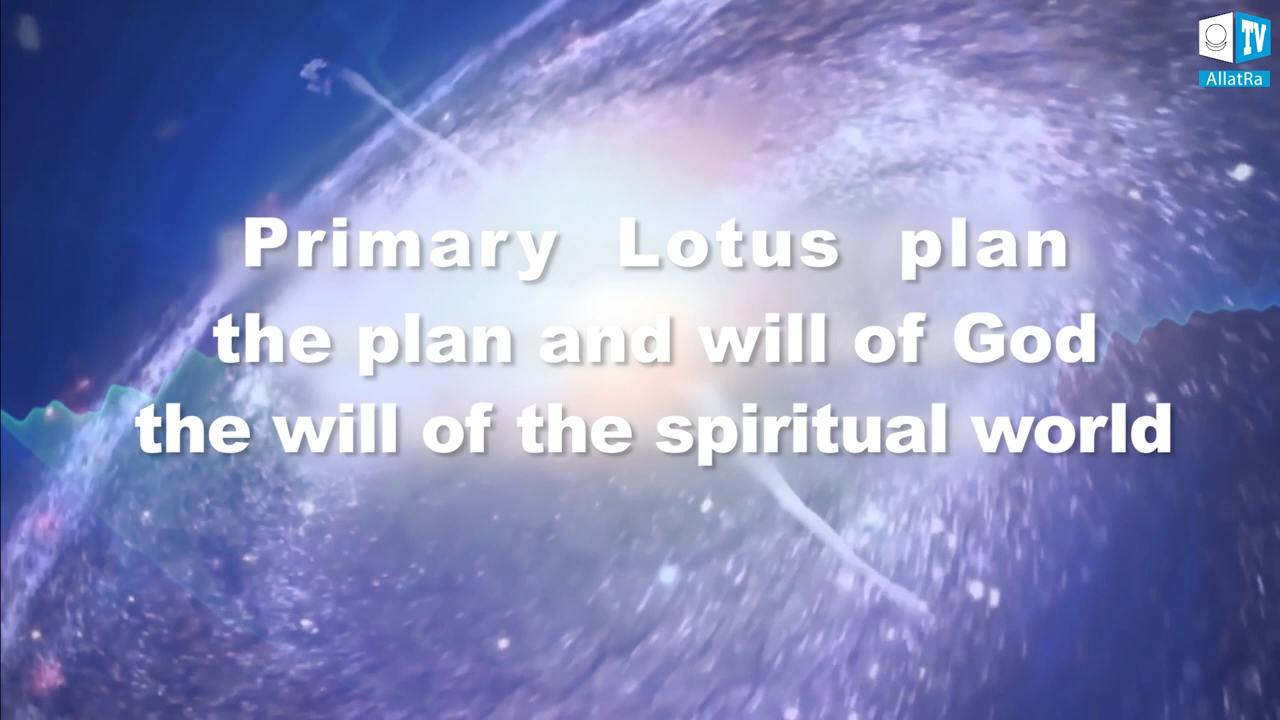 TV
AllatRa
Primary Lotus plan
the plan and will of God
the will of the spiritual world